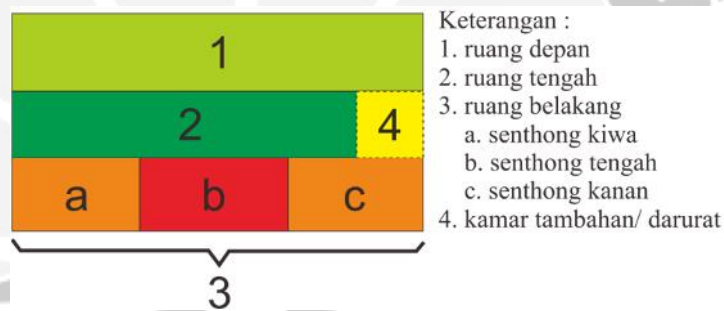 1
2
4
a
b
c
3
Keterangan :
1. ruang depan
2. ruang tengah
3. ruang belakang
a. senthong kiwa
b. senthong tengah
c. senthong kanan
4. kamar tambahan/ darurat